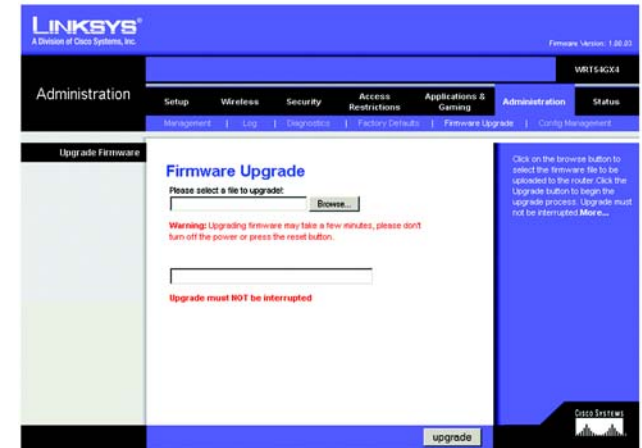 LINKSYS®
A Division of Cisco Systems, Inc.
Firmware Version: 1.00.03
WRT54GX4
Administration
Setup Wireless Security Access Restrictions Applications & Gaming Administration Status
Management | Log | Diagnostics | Factory Defaults | Firmware Upgrade | Config Management
Upgrade Firmware
Firmware Upgrade
Please select a file to upgrade:
Browse...
Warning: Upgrading firmware may take a few minutes, please don't
turn off the power or press the reset button.
Upgrade must NOT be interrupted
Click on the browse button to
select the firmware file to be
uploaded to the router.Click the
Upgrade button to begin the
upgrade process. Upgrade must
not be interrupted.More...
upgrade
CISCO SYSTEMS